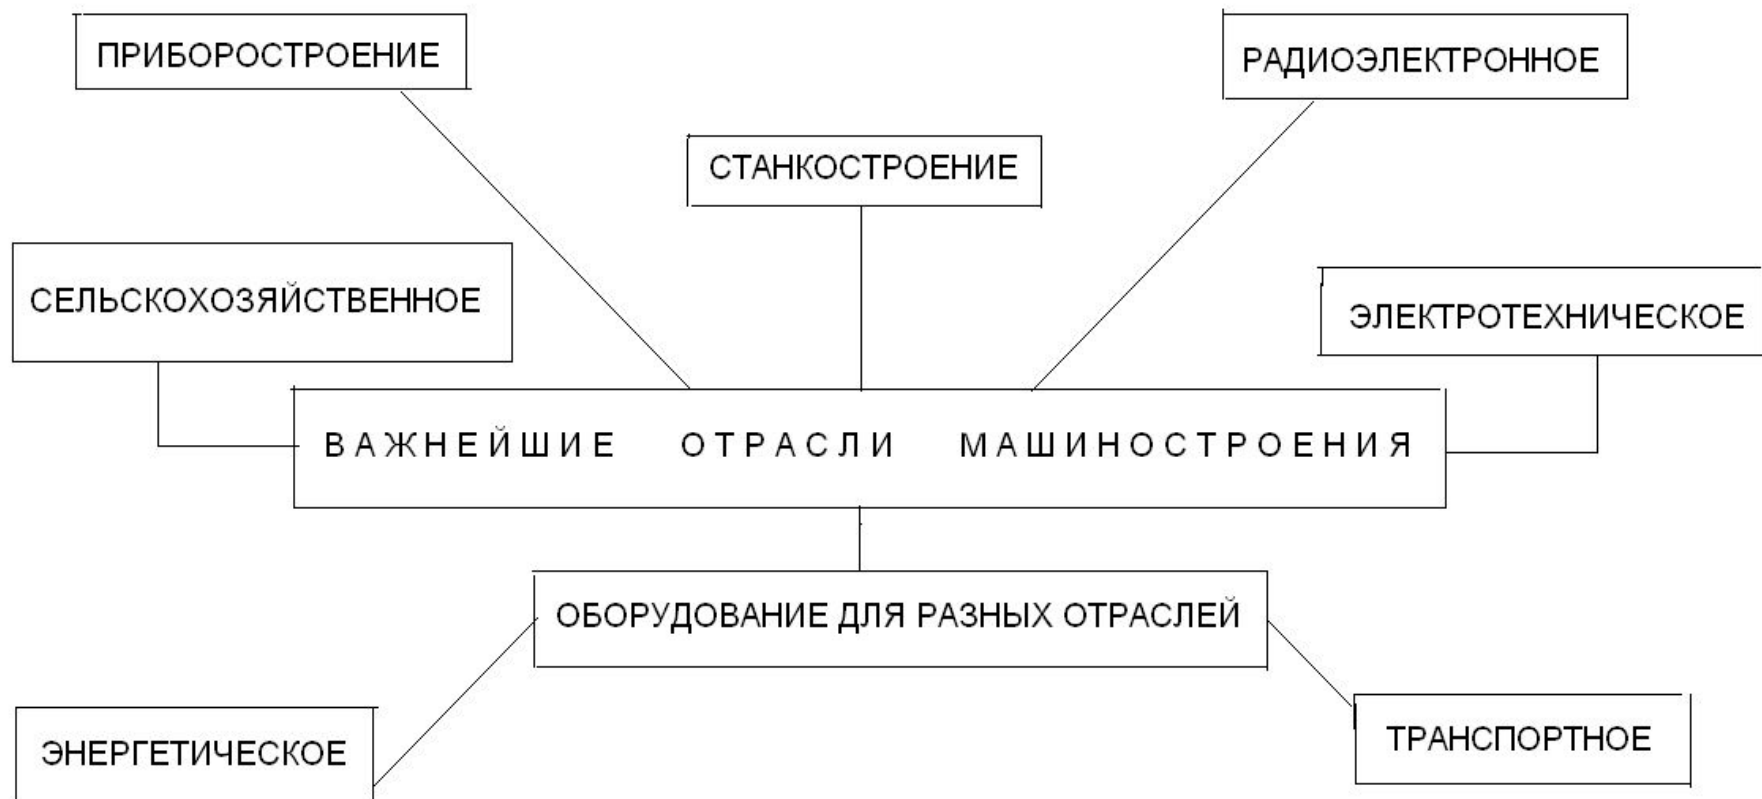 ПРИБОРОСТРОЕНИЕ
РАДИОЭЛЕКТРОННОЕ
СТАНКОСТРОЕНИЕ
СЕЛЬСКОХОЗЯЙСТВЕННОЕ
ЭЛЕКТРОТЕХНИЧЕСКОЕ
ВАЖНЕЙШИЕ ОТРАСЛИ МАШИНОСТРОЕНИЯ
ОБОРУДОВАНИЕ ДЛЯ РАЗНЫХ ОТРАСЛЕЙ
ЭНЕРГЕТИЧЕСКОЕ
ТРАНСПОРТНОЕ